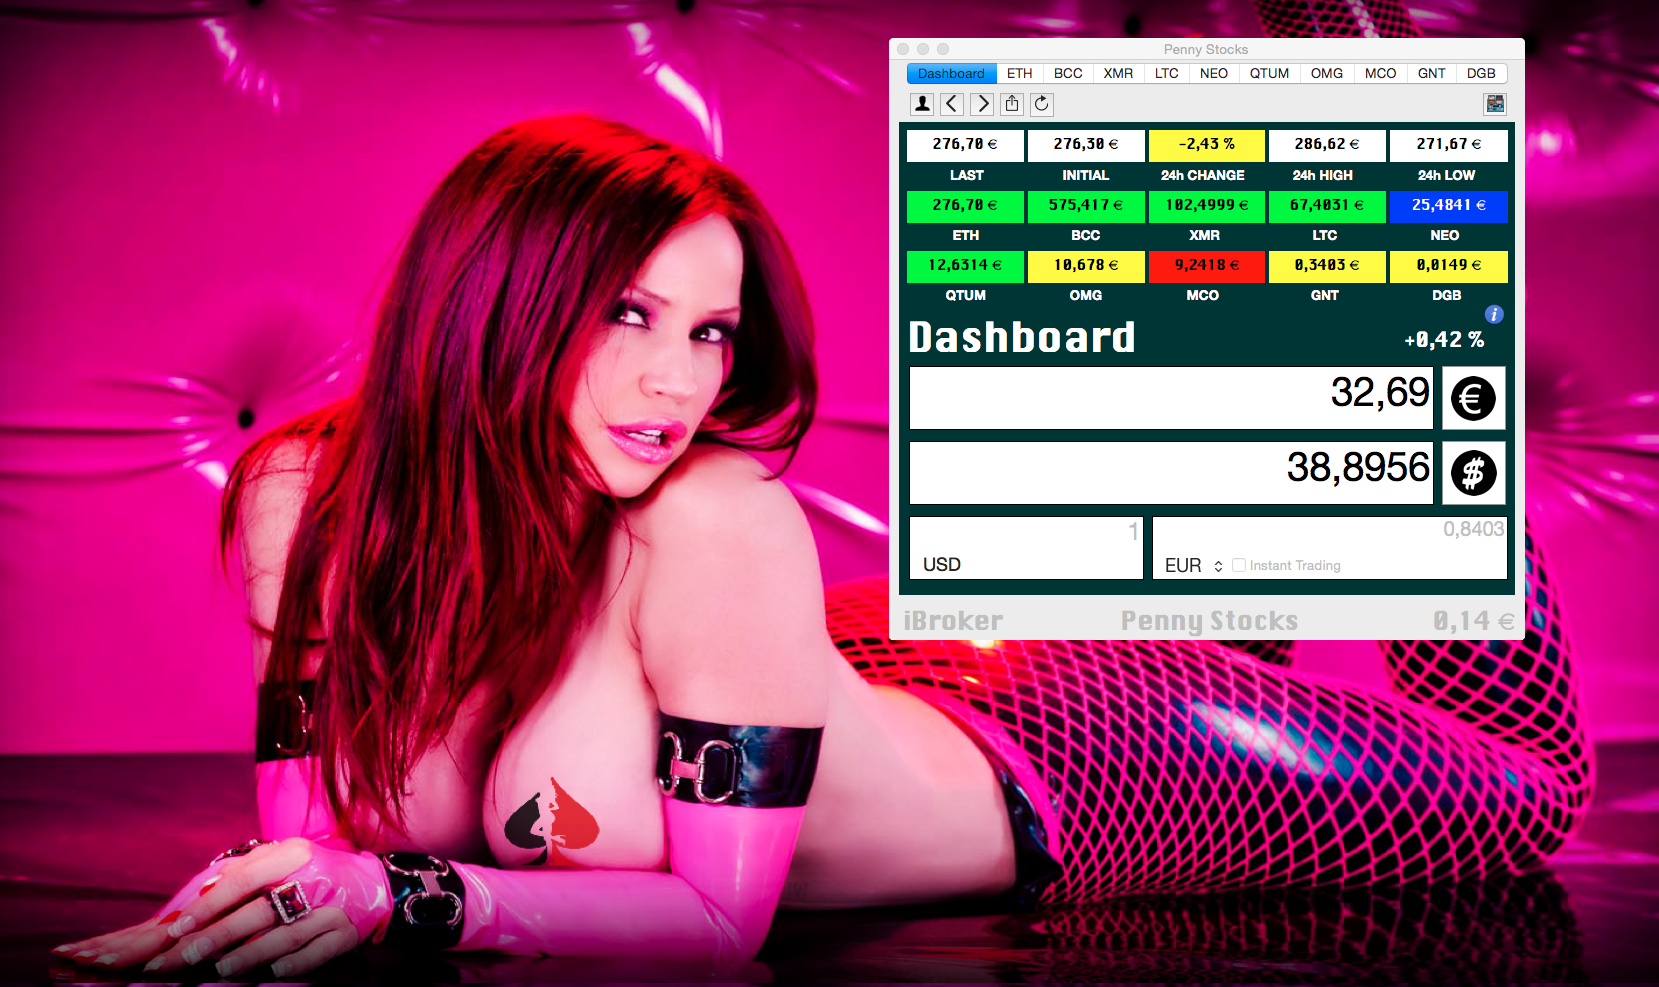 Penny Stocks
Dashboard ETH BCC XMR LTC NEO QTUM OMG MCO GNT DGB
276,70 € 276,30 € -2,43 % 286,62 € 271,67 €
LAST INITIAL 24h CHANGE 24h HIGH 24h LOW
276,70 € 575,417 € 102,4999 € 67,4031 € 25,4841 €
ETH BCC XMR LTC NEO
12,6314 € 10,678 € 9,2418 € 0,3403 € 0,0149 €
QTUM OMG MCO GNT DGB
i
Dashboard +0,42 %
32,69 €
38,8956 $
1 0,8403
USD EUR Instant Trading
iBroker Penny Stocks 0,14 €